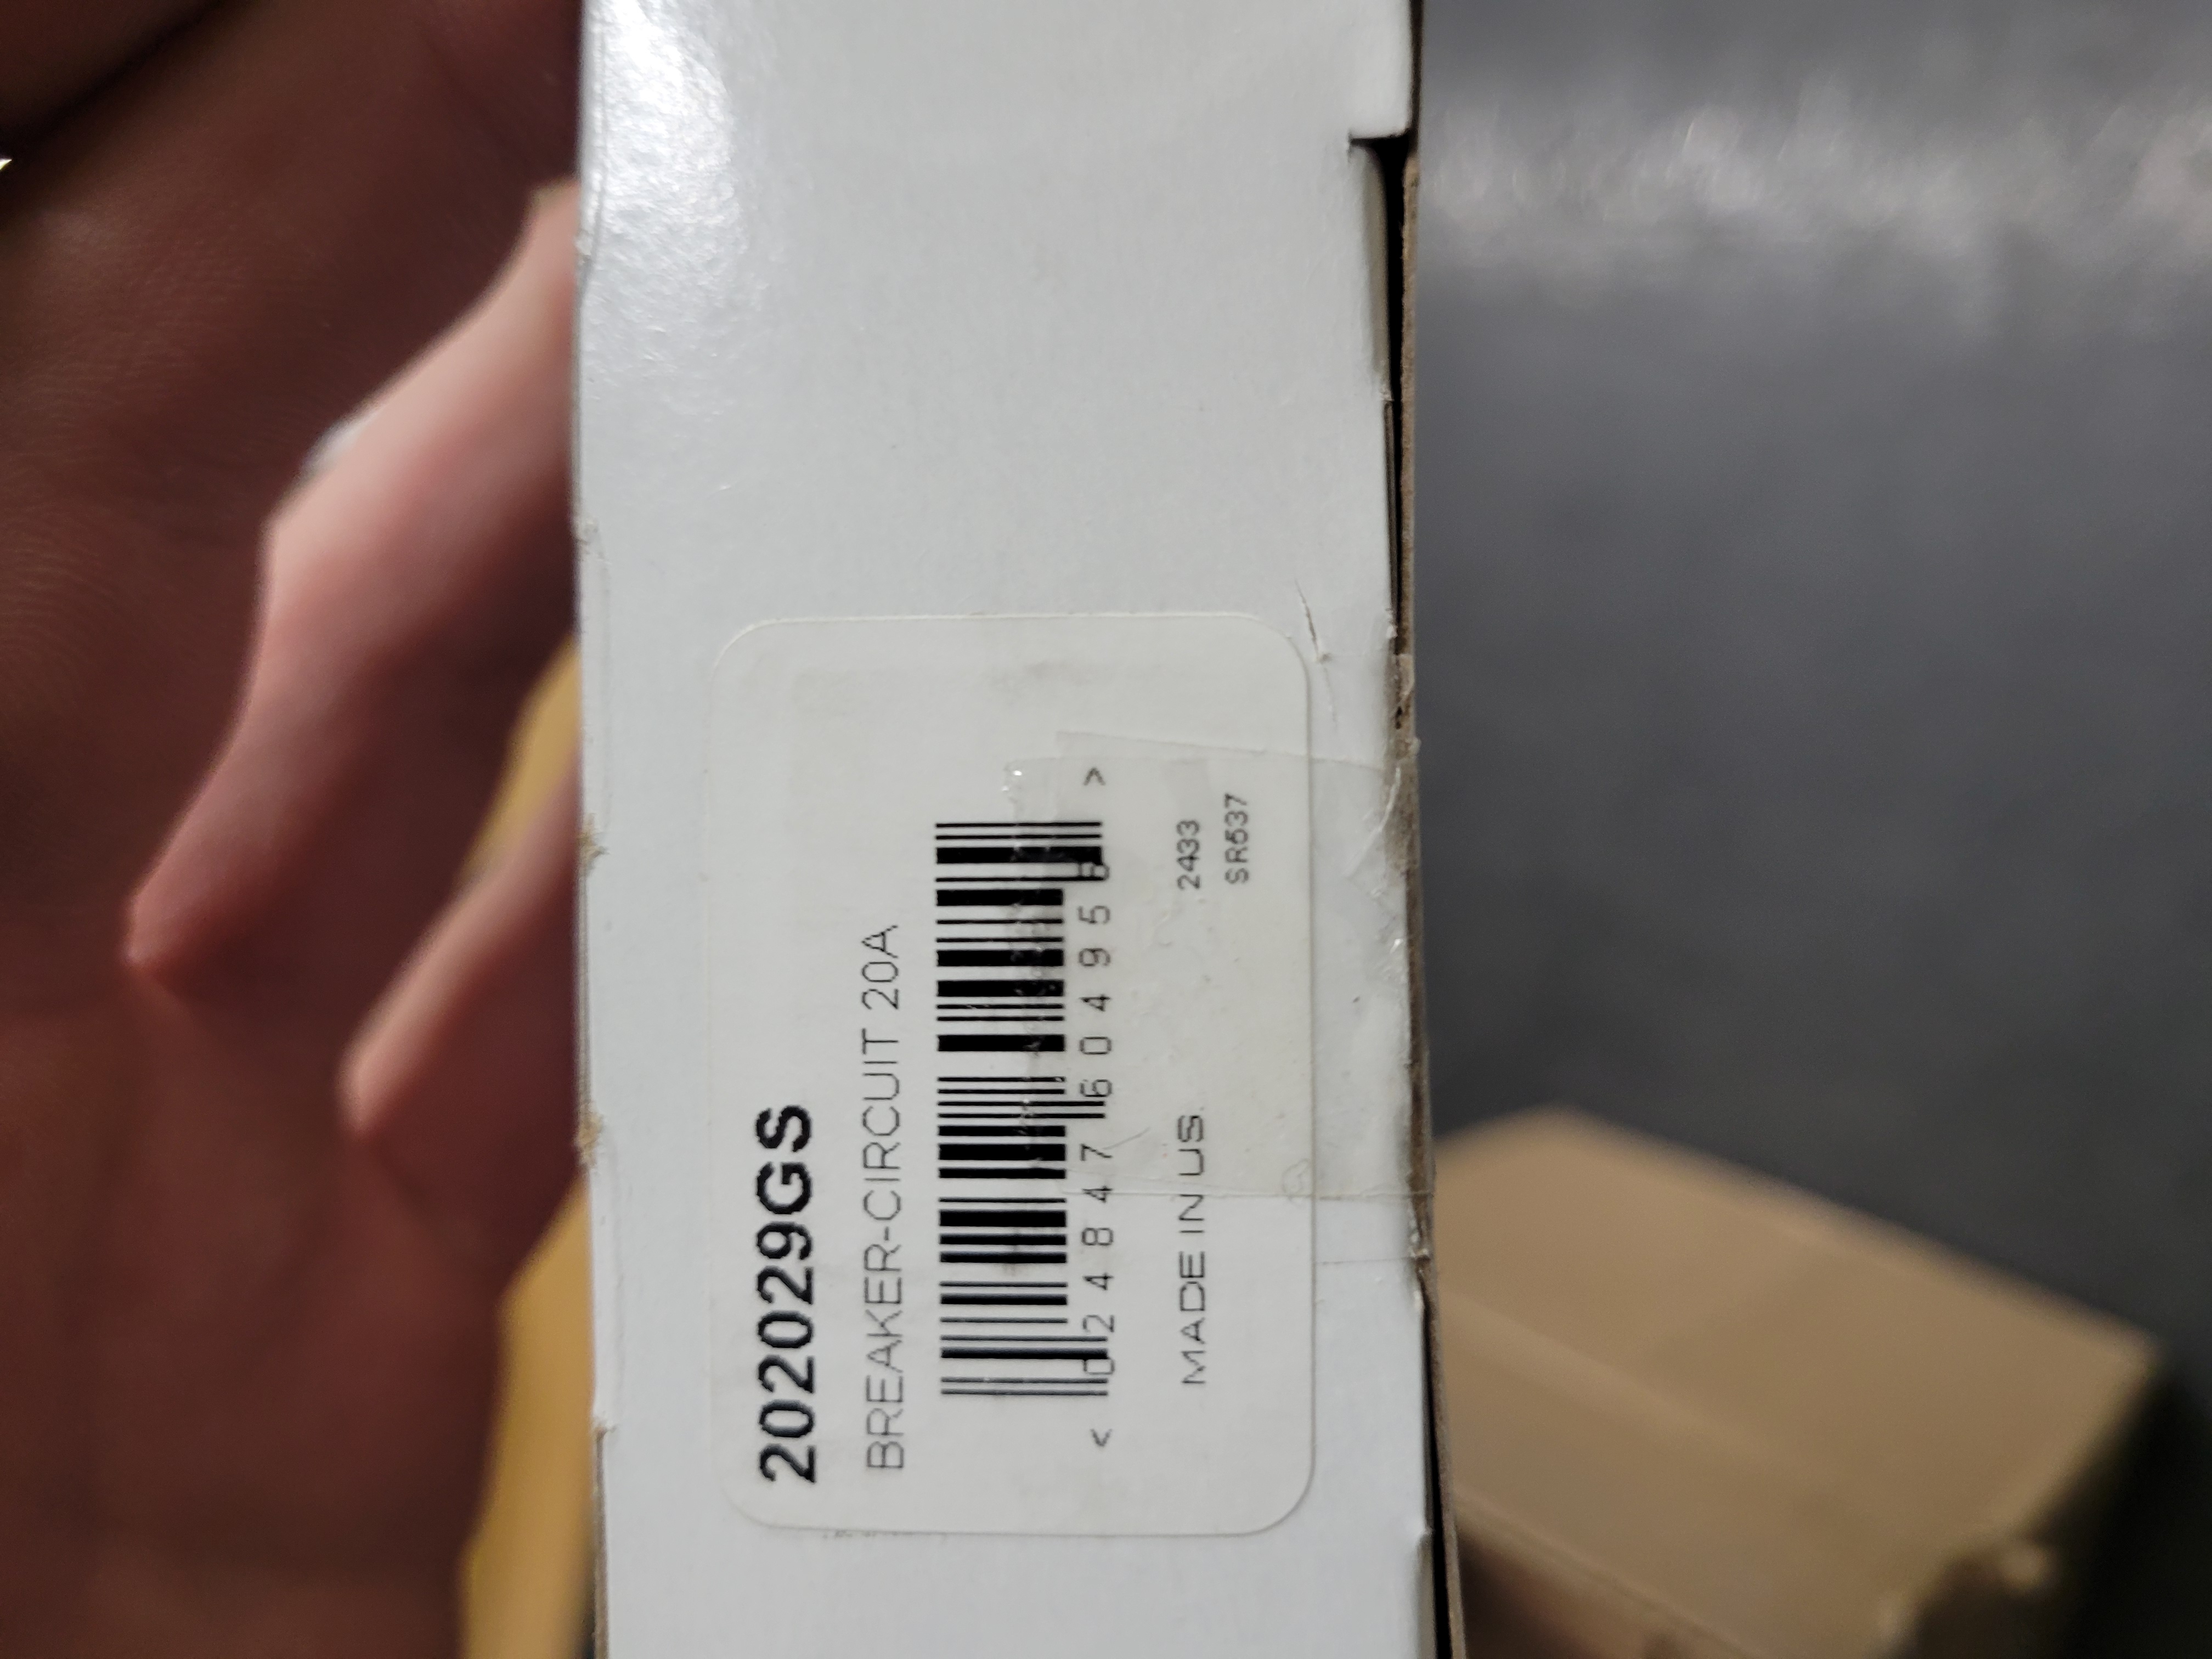 202029GS
BREAKER-CIRCUIT 20A
< 0 2 4 8 4 7 6 0 4 9 5 5 >
MADE IN US.
2433
SR537